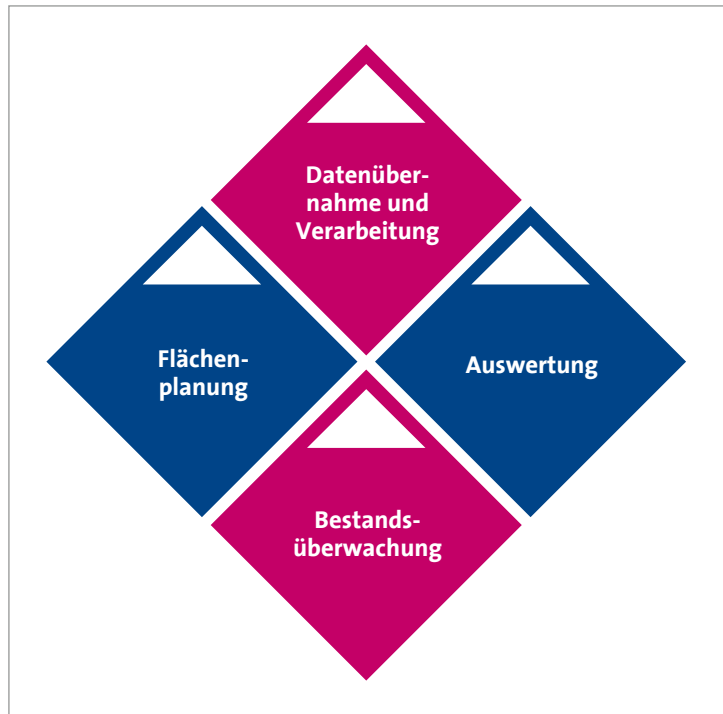 Datenüber-
nahme und
Verarbeitung
Flächen-
planung
Auswertung
Bestands-
überwachung